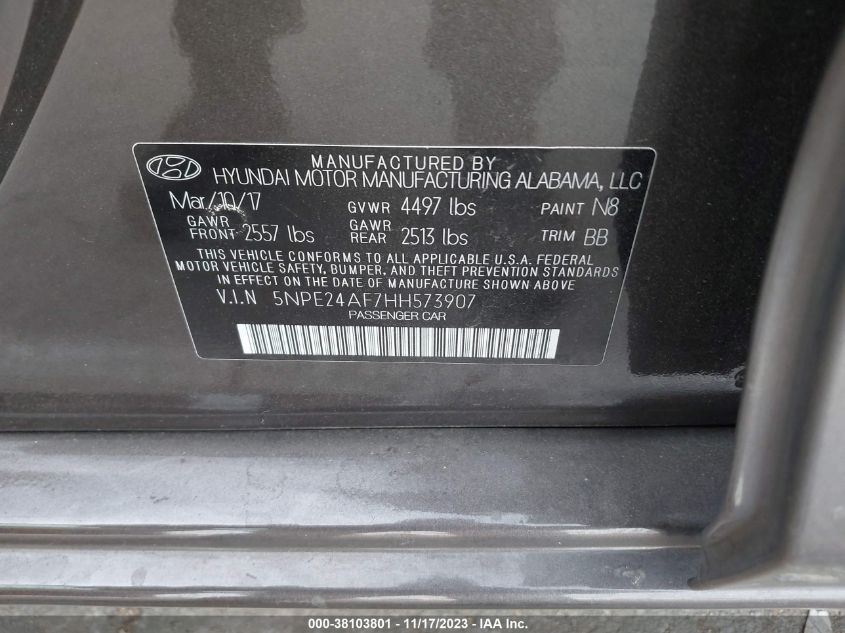 MANUFACTURED BY
HYUNDAI MOTOR MANUFACTURING ALABAMA, LLC
Mar/10/17 GVWR 4497 lbs PAINT N8
GAWR FRONT 2557 lbs GAWR REAR 2513 lbs TRIM BB
THIS VEHICLE CONFORMS TO ALL APPLICABLE U.S.A. FEDERAL
MOTOR VEHICLE SAFETY, BUMPER, AND THEFT PREVENTION STANDARDS
IN EFFECT ON THE DATE OF MANUFACTURE SHOWN ABOVE
V.I.N 5NPE24AF7HH573907
PASSENGER CAR
000-38103801 - 11/17/2023 - IAA Inc.